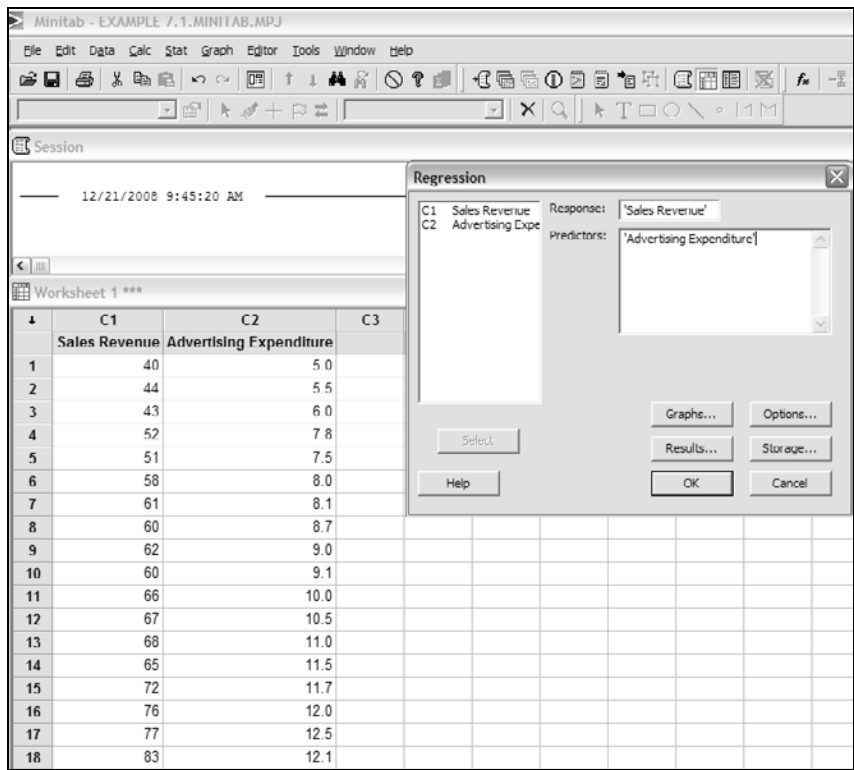 Minitab - EXAMPLE 7.1.MINITAB.MPJ
File Edit Data Calc Stat Graph Editor Tools Window Help
Session
12/21/2008 9:45:20 AM
Regression
C1 Sales Revenue
C2 Advertising Expe
Response: 'Sales Revenue'
Predictors: 'Advertising Expenditure'
Graphs... Options...
Select
Results... Storage...
Help OK Cancel
Worksheet 1 ***
C1 C2 C3
Sales Revenue Advertising Expenditure
1 40 5.0
2 44 5.5
3 43 6.0
4 52 7.8
5 51 7.5
6 58 8.0
7 61 8.1
8 60 8.7
9 62 9.0
10 60 9.1
11 66 10.0
12 67 10.5
13 68 11.0
14 65 11.5
15 72 11.7
16 76 12.0
17 77 12.5
18 83 12.1